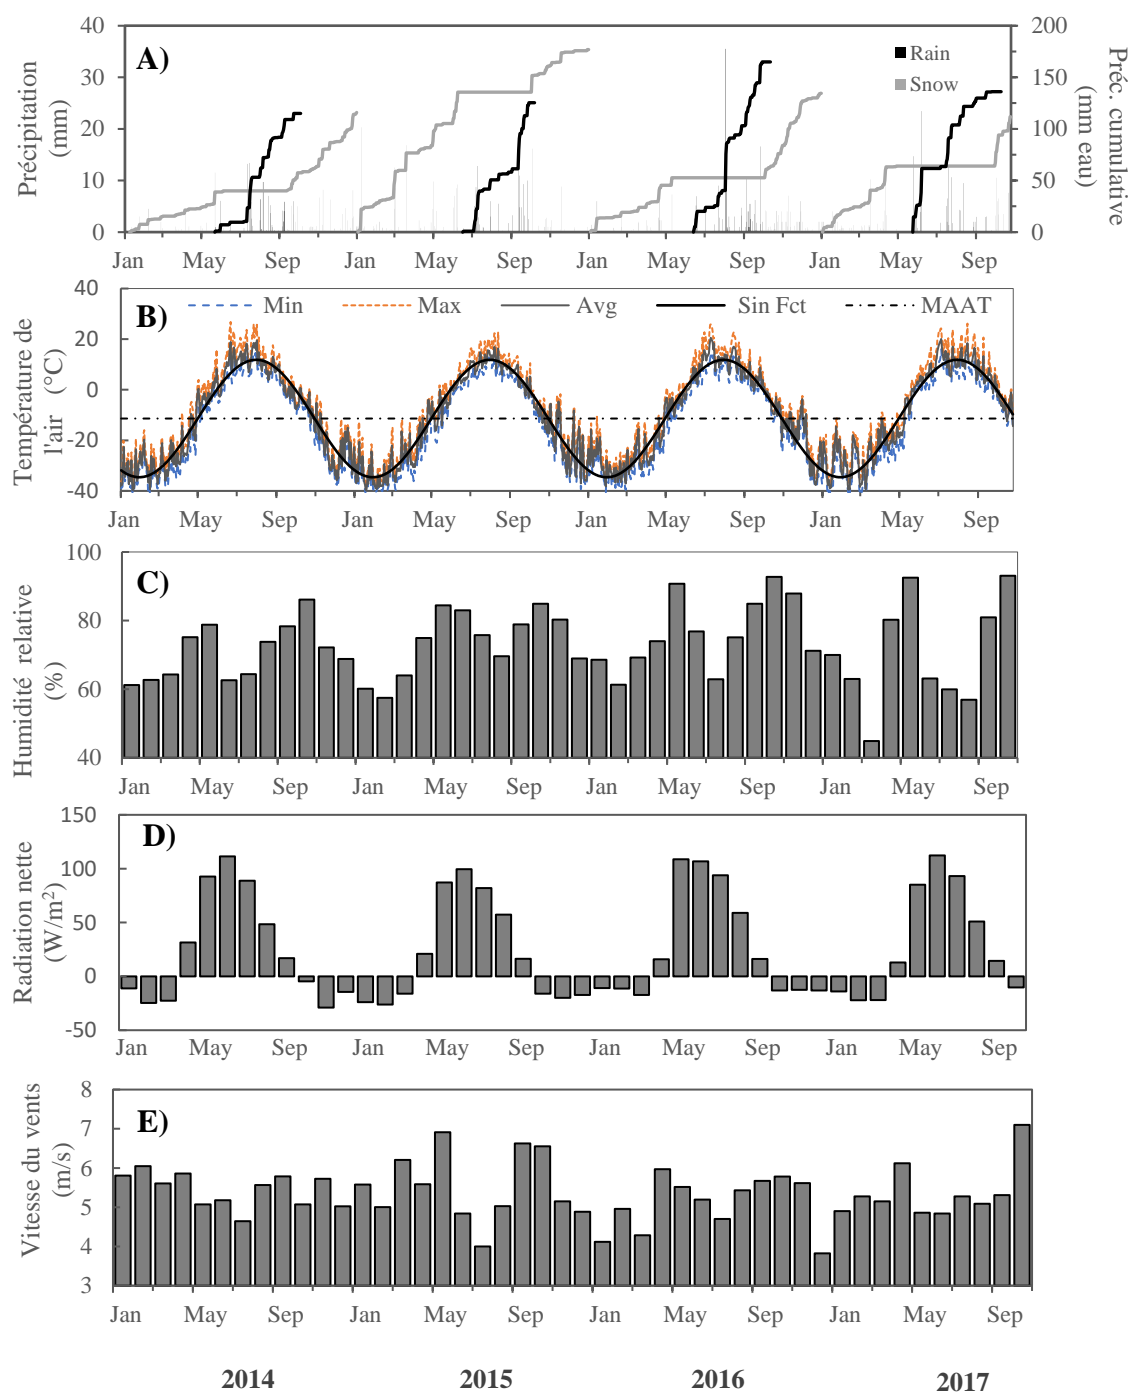 A)
Rain
Snow
Précipitation
(mm)
Préc. cumulative
(mm eau)
40
30
20
10
0
200
150
100
50
0
Jan May Sep Jan May Sep Jan May Sep Jan May Sep
B)
Min Max Avg Sin Fct MAAT
Température de
l'air (°C)
40
20
0
-20
-40
Jan May Sep Jan May Sep Jan May Sep Jan May Sep
C)
Humidité relative
(%)
100
80
60
40
Jan May Sep Jan May Sep Jan May Sep Jan May Sep
D)
Radiation nette
(W/m²)
150
100
50
0
-50
Jan May Sep Jan May Sep Jan May Sep Jan May Sep
E)
Vitesse du vents
(m/s)
8
7
6
5
4
3
Jan May Sep Jan May Sep Jan May Sep Jan May Sep
2014 2015 2016 2017